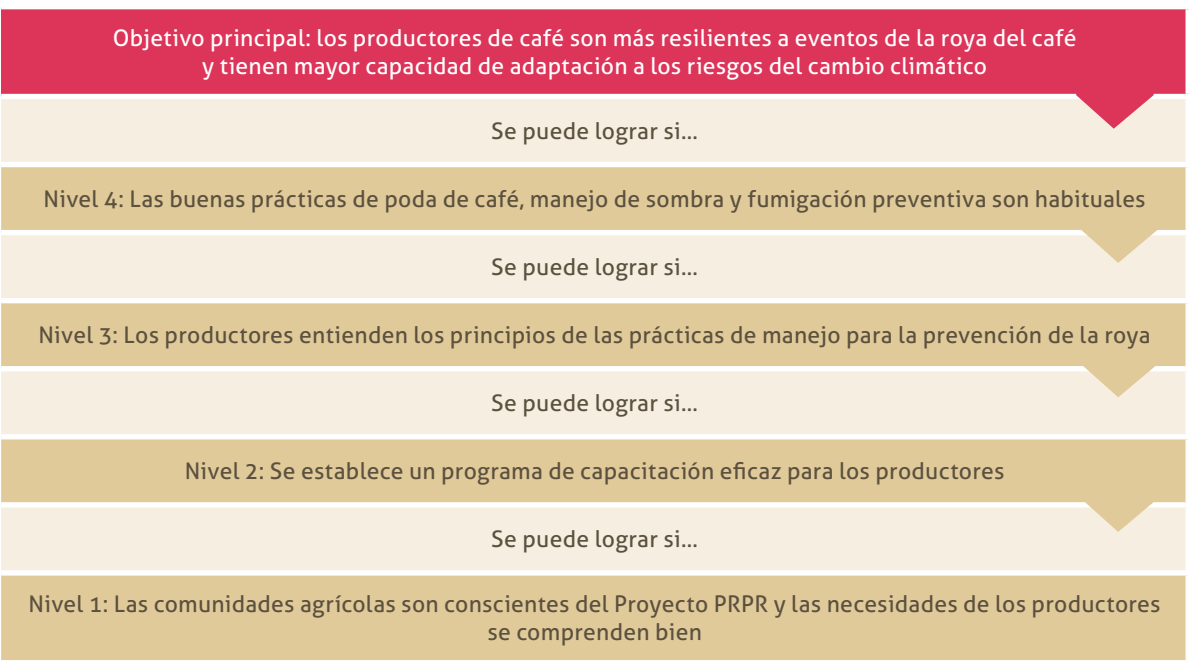 Objetivo principal: los productores de café son más resilientes a eventos de la roya del café
y tienen mayor capacidad de adaptación a los riesgos del cambio climático
Se puede lograr si...
Nivel 4: Las buenas prácticas de poda de café, manejo de sombra y fumigación preventiva son habituales
Se puede lograr si...
Nivel 3: Los productores entienden los principios de las prácticas de manejo para la prevención de la roya
Se puede lograr si...
Nivel 2: Se establece un programa de capacitación eficaz para los productores
Se puede lograr si...
Nivel 1: Las comunidades agrícolas son conscientes del Proyecto PRPR y las necesidades de los productores
se comprenden bien